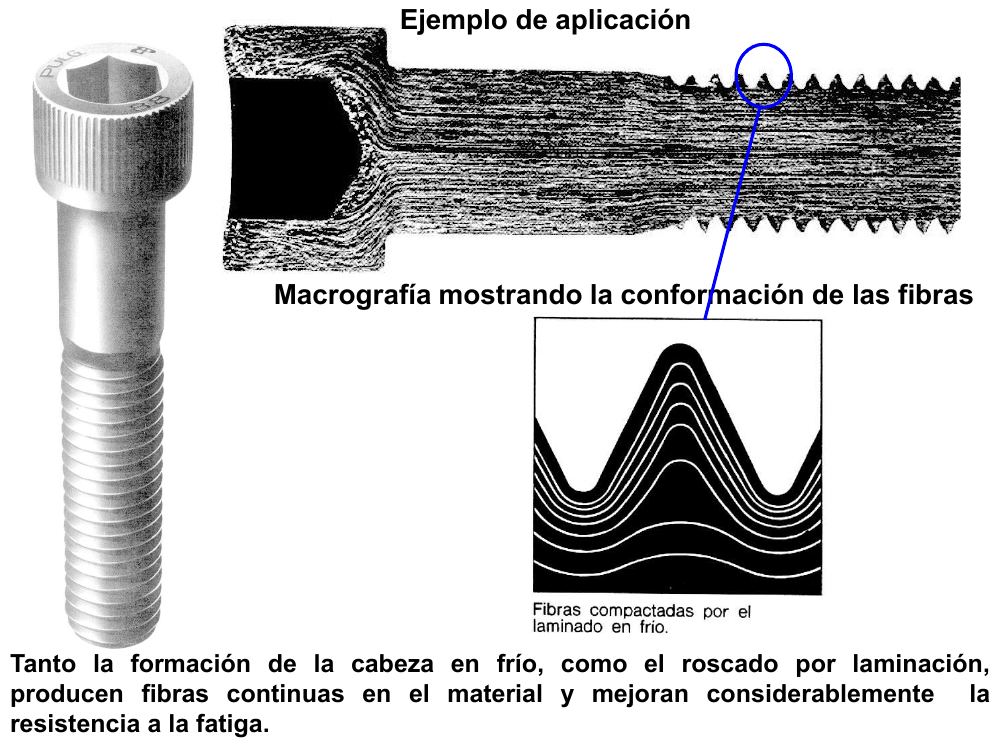 Ejemplo de aplicación
PULG.
Macrografía mostrando la conformación de las fibras
Fibras compactadas por el
laminado en frío.
Tanto la formación de la cabeza en frío, como el roscado por laminación,
producen fibras continuas en el material y mejoran considerablemente la
resistencia a la fatiga.